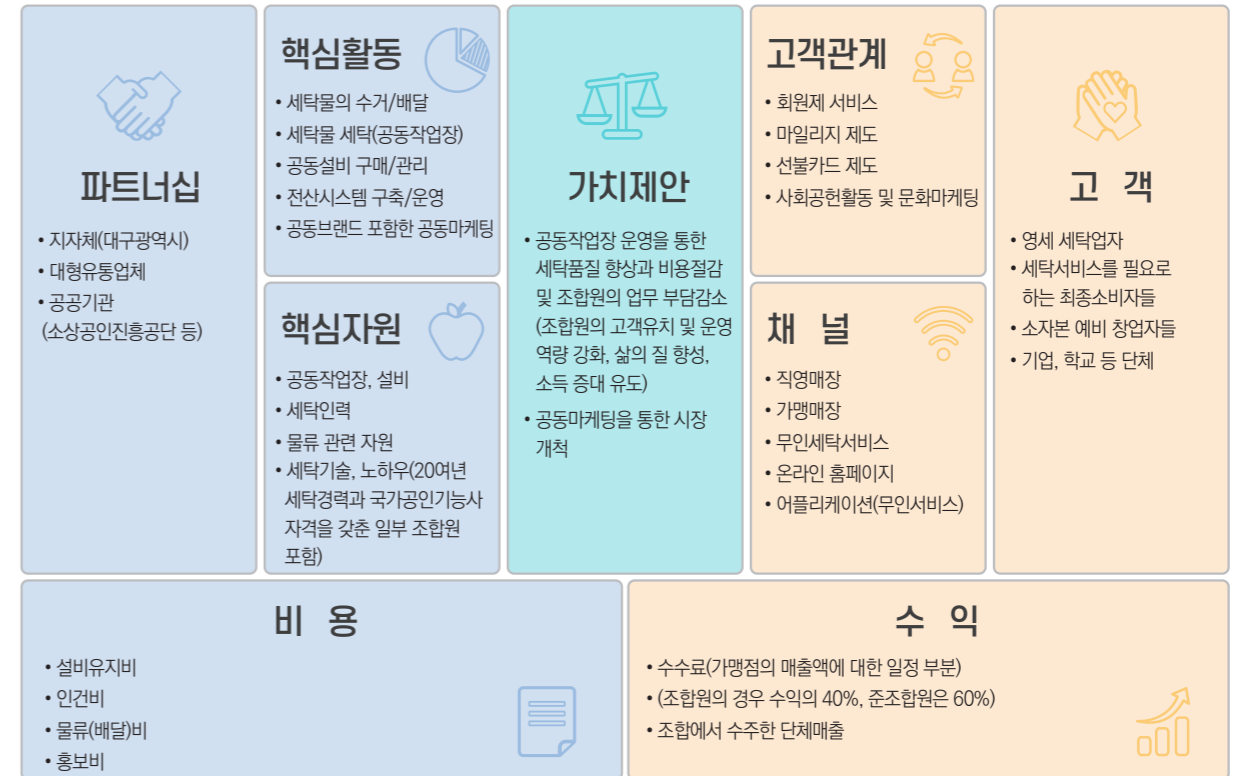 파트너십
• 지자체(대구광역시)
• 대형유통업체
• 공공기관
(소상공인진흥공단 등)
핵심활동
• 세탁물의 수거/배달
• 세탁물 세탁(공동작업장)
• 공동설비 구매/관리
• 전산시스템 구축/운영
• 공동브랜드 포함한 공동마케팅
핵심자원
• 공동작업장, 설비
• 세탁인력
• 물류 관련 자원
• 세탁기술, 노하우(20여년
세탁경력과 국가공인기능사
자격을 갖춘 일부 조합원
포함)
가치제안
• 공동작업장 운영을 통한
세탁품질 향상과 비용절감
및 조합원의 업무 부담감소
(조합원의 고객유치 및 운영
역량 강화, 삶의 질 향성,
소득 증대 유도)
• 공동마케팅을 통한 시장
개척
고객관계
• 회원제 서비스
• 마일리지 제도
• 선불카드 제도
• 사회공헌활동 및 문화마케팅
채 널
• 직영매장
• 가맹매장
• 무인세탁서비스
• 온라인 홈페이지
• 어플리케이션(무인서비스)
고 객
• 영세 세탁업자
• 세탁서비스를 필요로
하는 최종소비자들
• 소자본 예비 창업자들
• 기업, 학교 등 단체
비 용
• 설비유지비
• 인건비
• 물류(배달)비
• 홍보비
수 익
• 수수료(가맹점의 매출액에 대한 일정 부분)
• (조합원의 경우 수익의 40%, 준조합원은 60%)
• 조합에서 수주한 단체매출